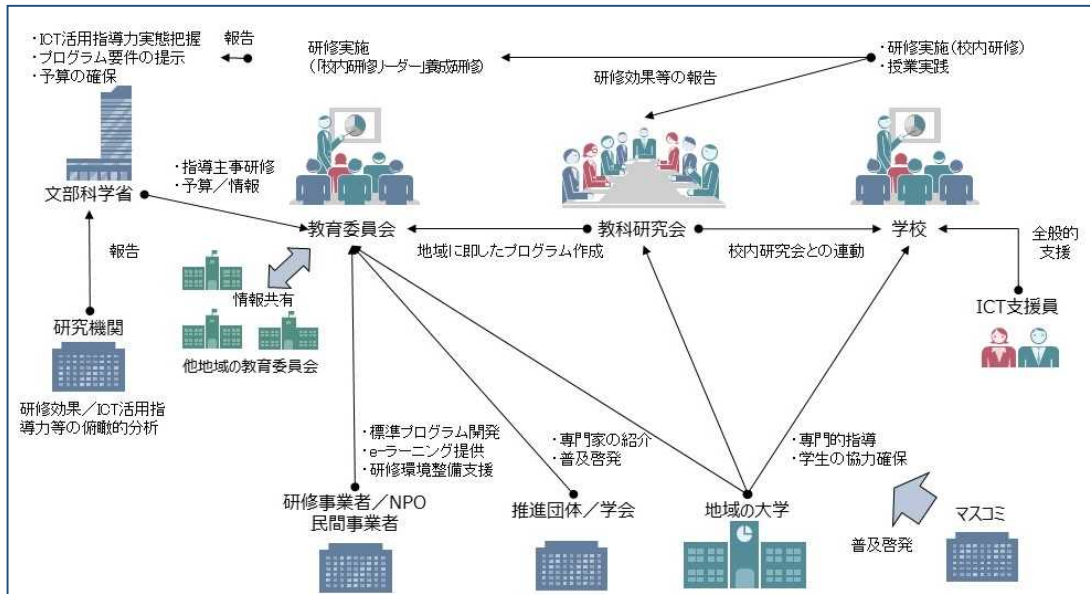 ・ICT活用指導力実態把握
・プログラム要件の提示
・予算の確保
報告
研修実施
(「校内研修リーダー」養成研修)
研修効果等の報告
・研修実施(校内研修)
・授業実践
文部科学省
・指導主事研修
・予算/情報
教育委員会
地域に即したプログラム作成
教科研究会
校内研究会との連動
学校
全般的
支援
報告
情報共有
他地域の教育委員会
ICT支援員
研究機関
研修効果/ICT活用指
導力等の俯瞰的分析
・標準プログラム開発
・e-ラーニング提供
・研修環境整備支援
・専門家の紹介
・普及啓発
・専門的指導
・学生の協力確保
研修事業者/NPO
民間事業者
推進団体/学会
地域の大学
普及啓発
マスコミ